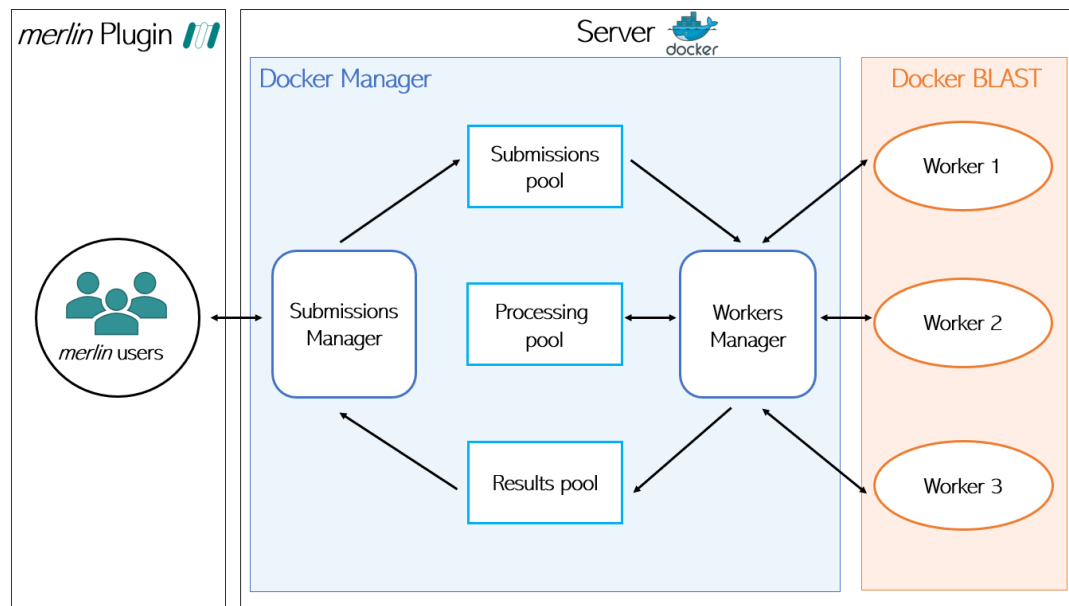 merlin Plugin
Server
docker
Docker Manager
Docker BLAST
Submissions
pool
Worker 1
Submissions
Manager
Processing
pool
Workers
Manager
Worker 2
merlin users
Results pool
Worker 3